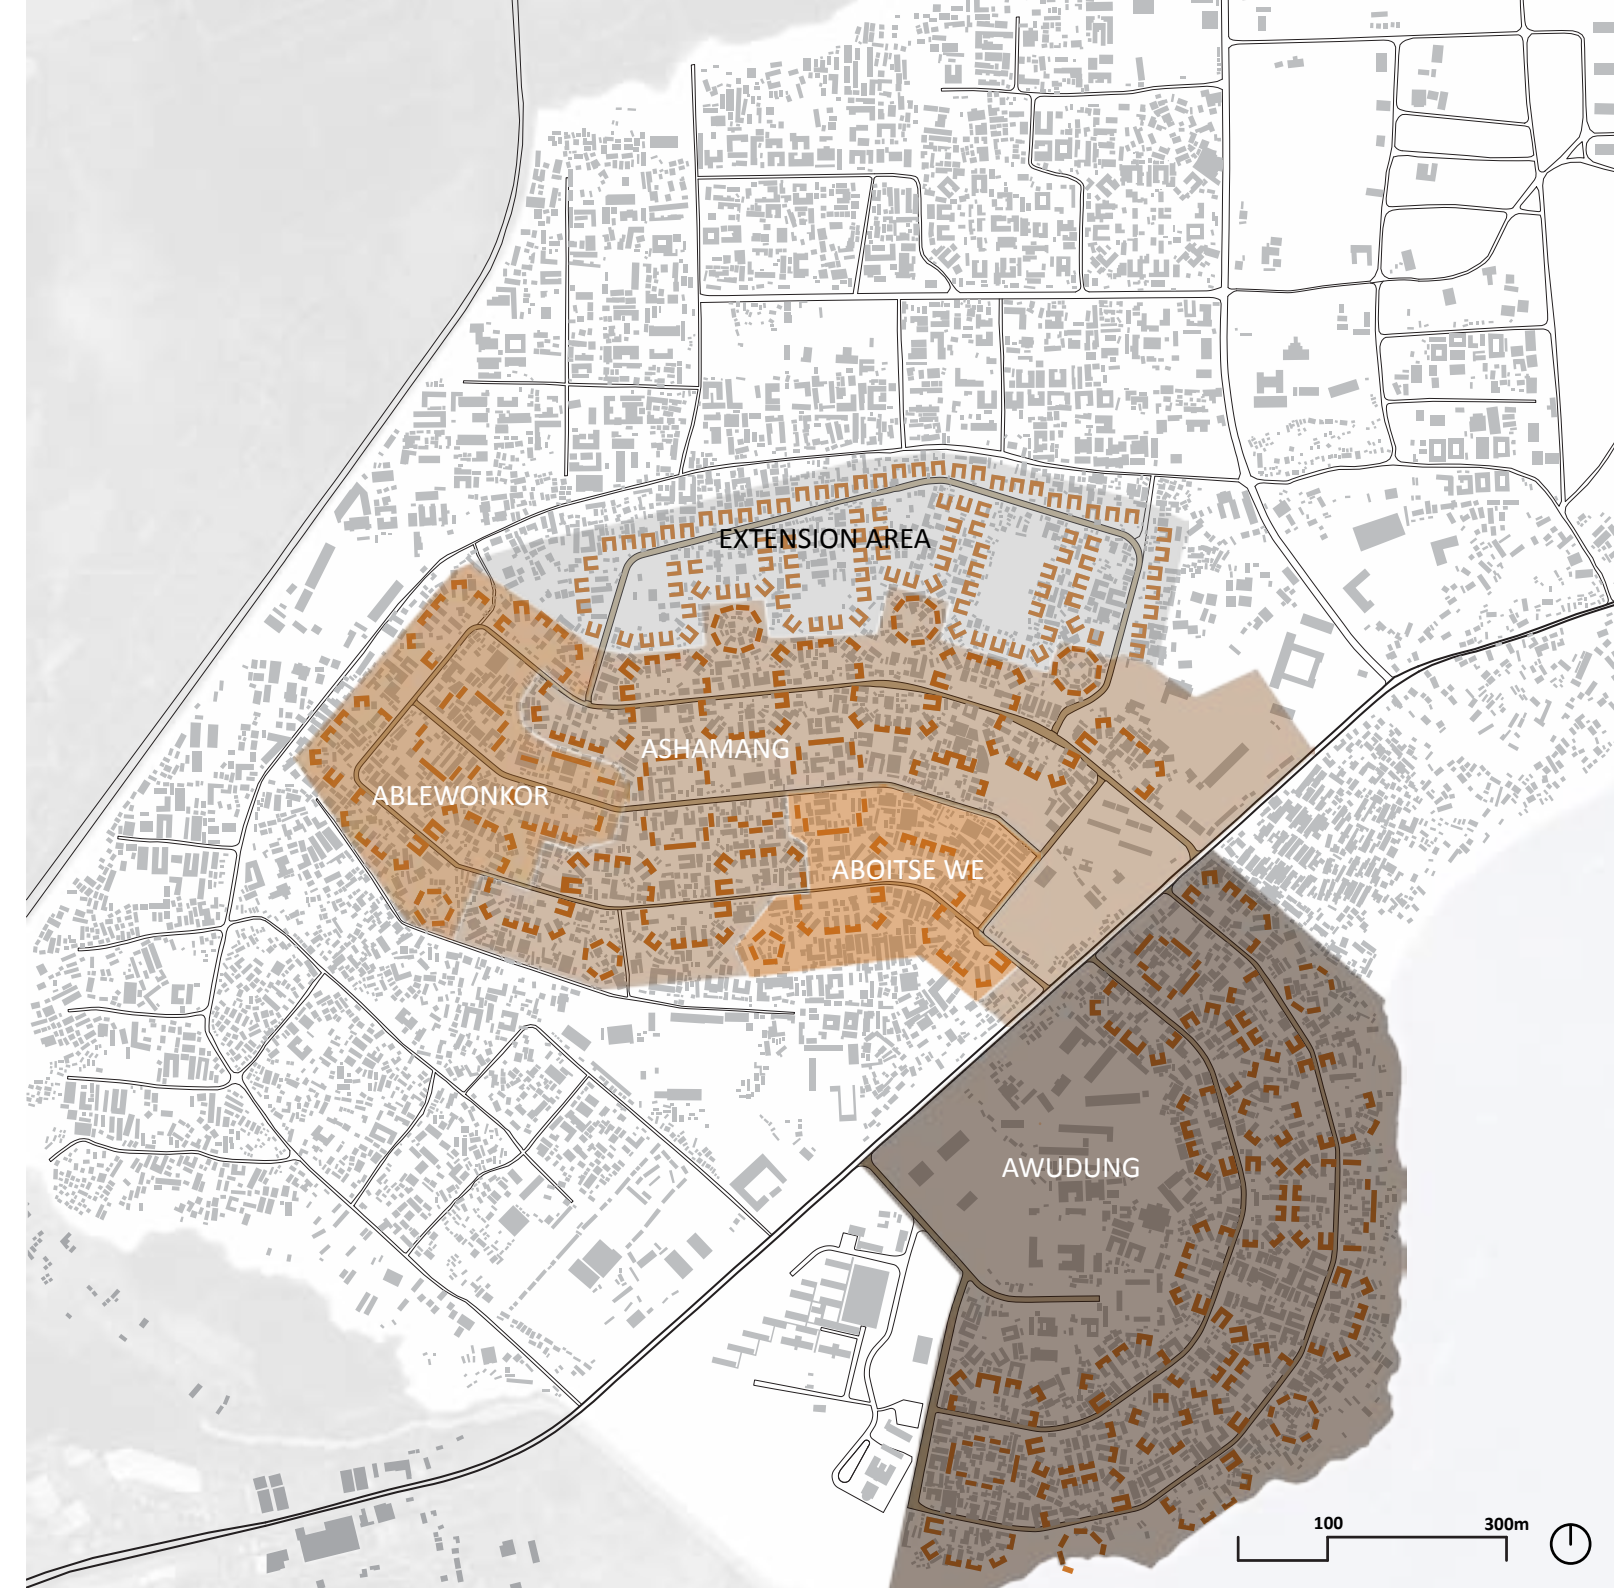 EXTENSION AREA
ASHAMANG
ABLEWONKOR
ABOITSE WE
AWUDUNG
100
300m